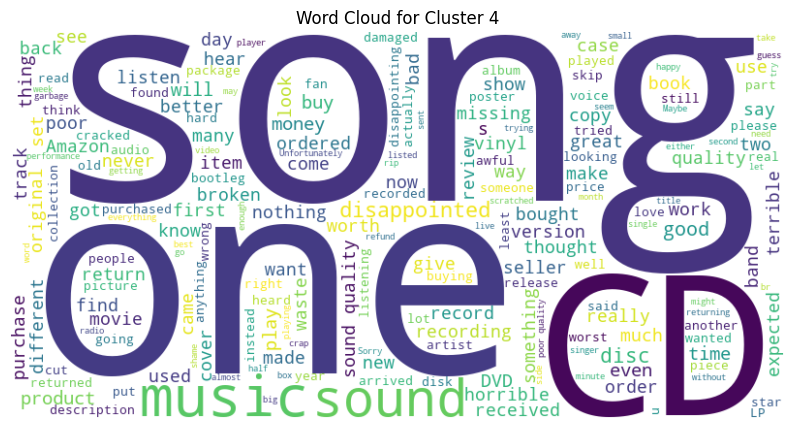 Word Cloud for Cluster 4
song
one
CD
music
sound
back
see
day
player
damaged
case
away
small
take
thing
read
week
garbage
listen
hear
package
found
will
may
fan
look
hard
better
disappointing
actually
bad
album
show
poster
played
skip
voice
seem
book
happy
still
Maybe
use
guess
part
try
think
poor
cracked
Amazon
audio
many
buy
money
ordered
come
Unfortunately
sent
missing
s
vinyl
copy
tried
great
looking
either
second
say
please
need
two
real
let
track
original
set
performance
never
getting
video
item
rip
listed
trying
review
awful
way
someone
make
price
month
quality
title
collection
old
bootleg
broken
now
recorded
scratched
love
work
single
good
terrible
got
purchased
first
nothing
disappointed
worth
enough
refund
live
least
bought
version
thought
seller
well
release
band
word
everything
know
best
go
wrong
anything
people
return
picture
find
movie
going
radio
different
purchase
came
want
right
heard
play
playing
waste
instead
sound quality
listening
give
buying
lot
record
recording
artist
new
something
poor quality
said
really
worst
much
singer
disc
even
minute
order
might
returning
another
wanted
time
piece
without
br
expected
star
LP
u
side
cover
shame
made
crap
Sorry
half
almost
box
year
big
cut
returned
product
description
put
used
arrived
disk
DVD
horrible
received